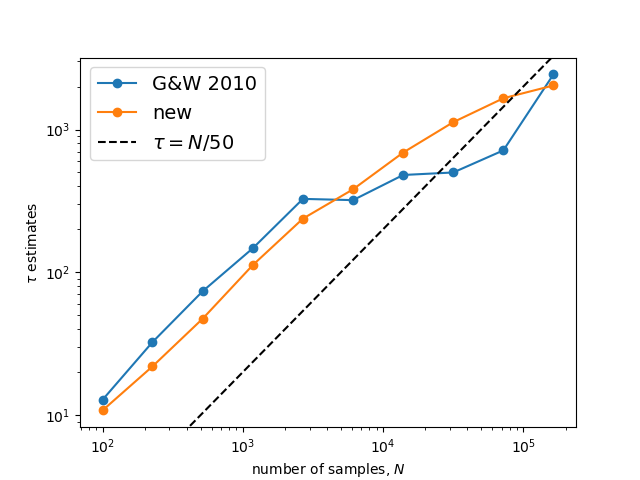 G&W 2010
new
τ = N/50
10³
10²
10¹
τ estimates
10² 10³ 10⁴ 10⁵
number of samples, N